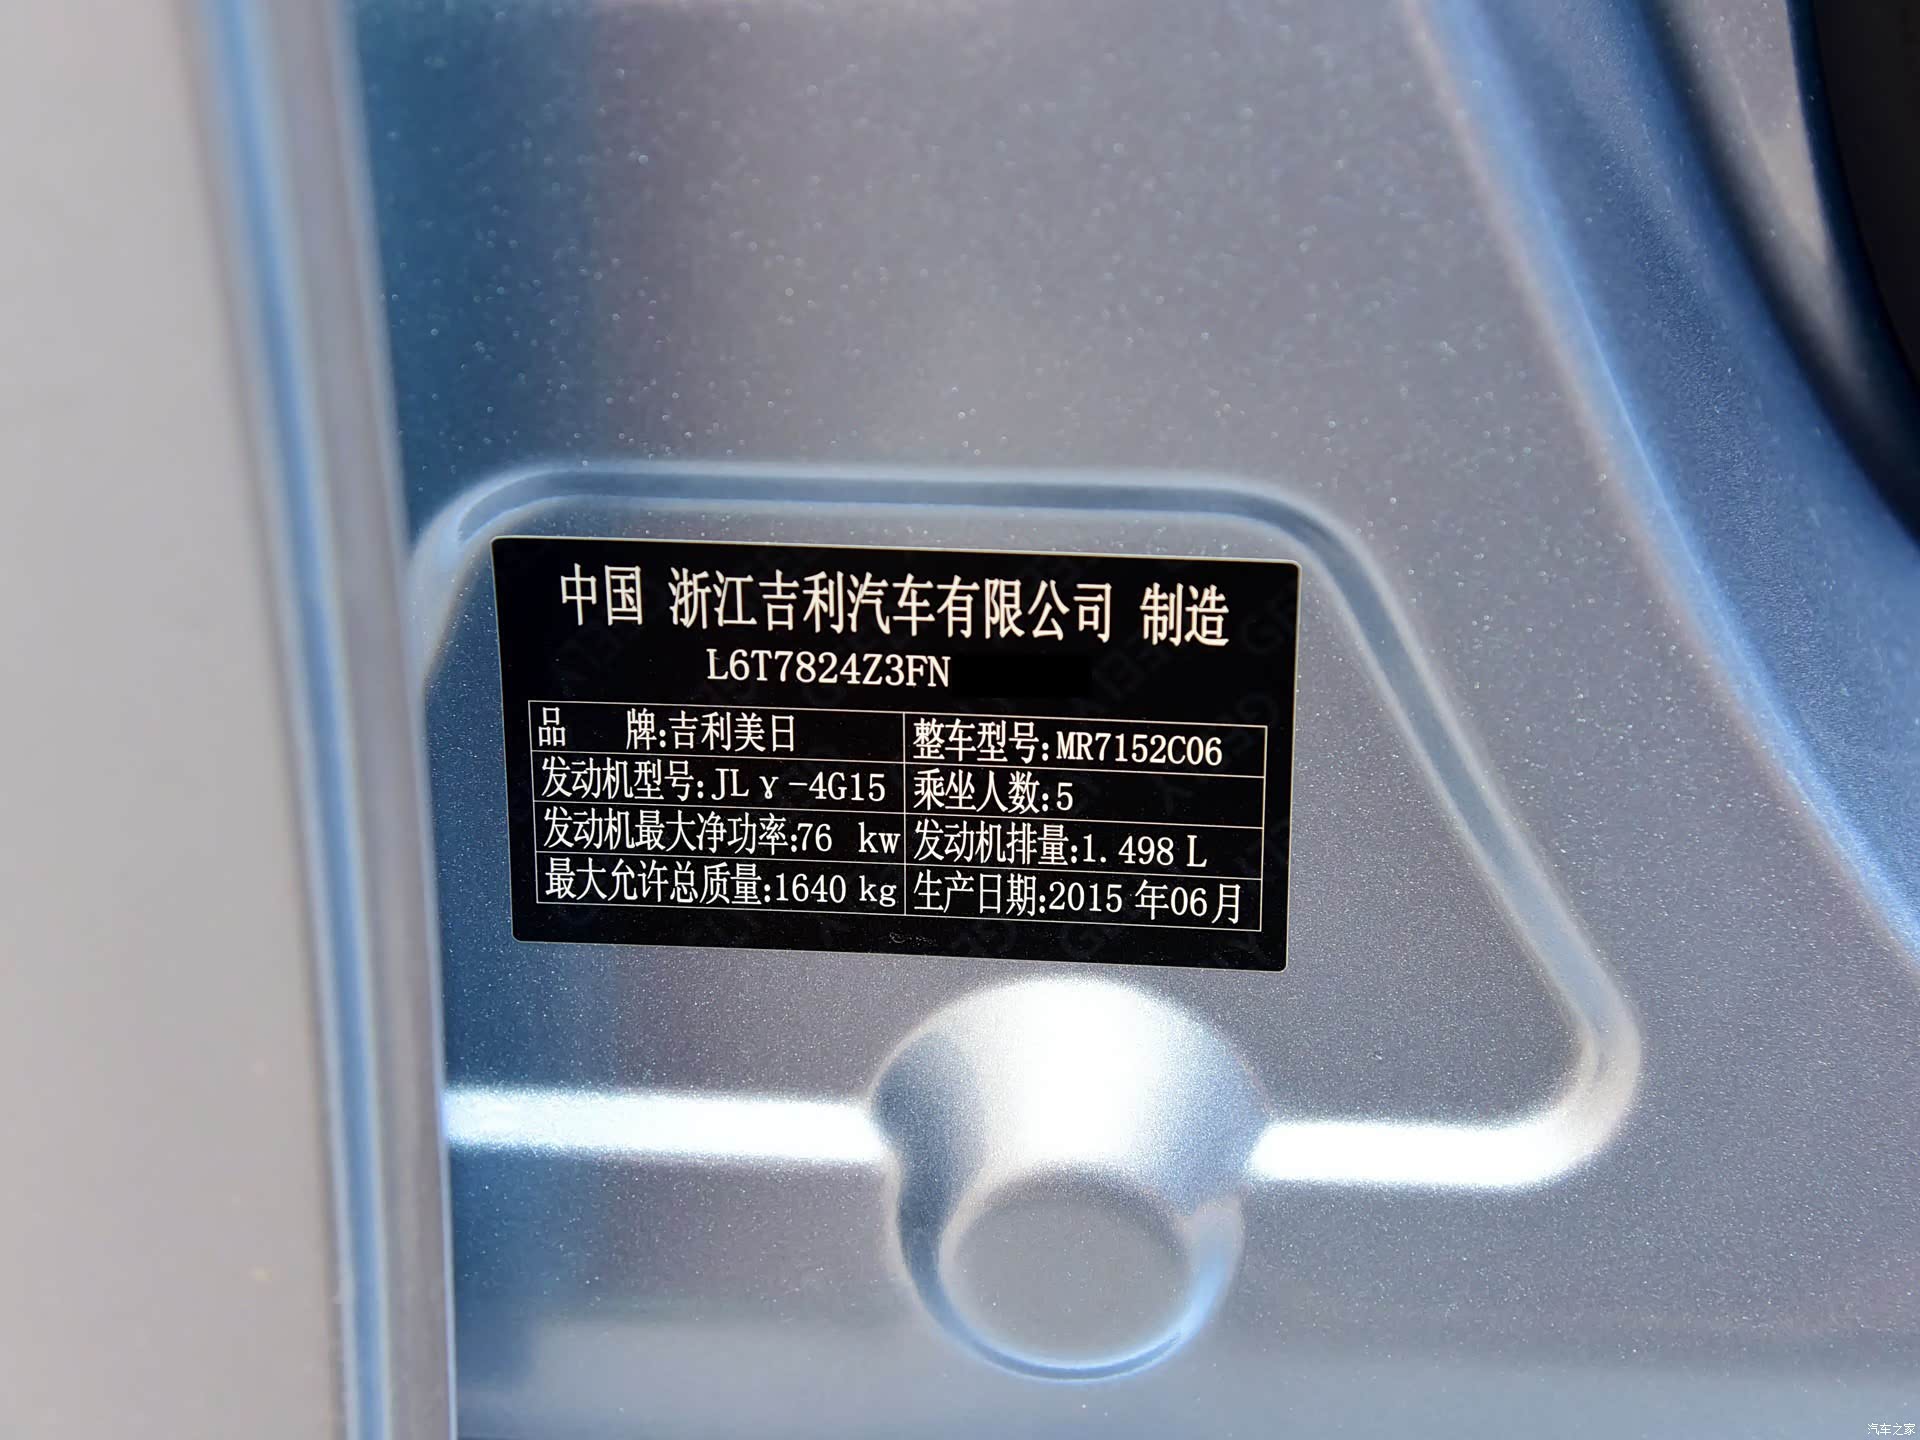 中国 浙江吉利汽车有限公司 制造
L6T7824Z3FN
品 牌:吉利美日 整车型号:MR7152C06
发动机型号:JLγ-4G15 乘坐人数:5
发动机最大净功率:76 kw 发动机排量:1.498 L
最大允许总质量:1640 kg 生产日期:2015 年06月
汽车之家